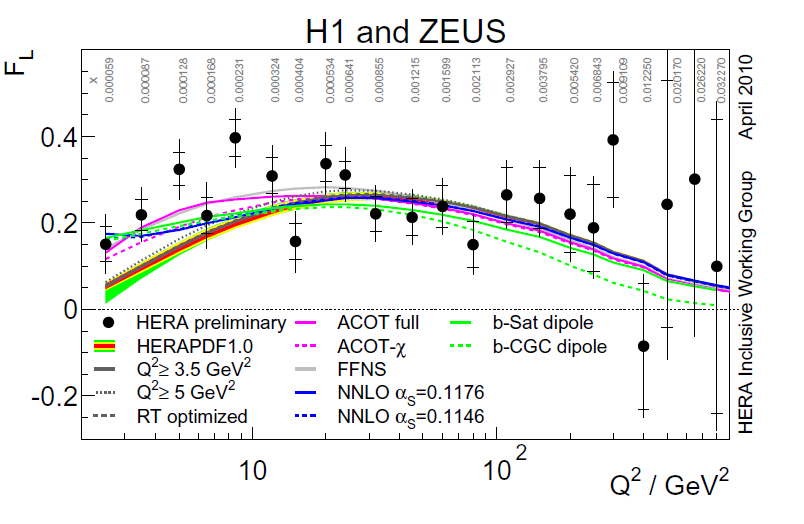 H1 and ZEUS
F_L
x
0.000059
0.000087
0.000128
0.000168
0.000231
0.000323
0.000404
0.000534
0.000641
0.000855
0.001215
0.001599
0.002113
0.002927
0.003795
0.005420
0.006843
0.009109
0.012250
0.020170
0.026220
0.032270
0.4
0.2
0
-0.2
HERA preliminary
HERAPDF1.0
Q²≥ 3.5 GeV²
Q²≥ 5 GeV²
RT optimized
ACOT full
ACOT-χ
FFNS
NNLO α_S=0.1176
NNLO α_S=0.1146
b-Sat dipole
b-CGC dipole
10
10²
Q² / GeV²
HERA Inclusive Working Group April 2010